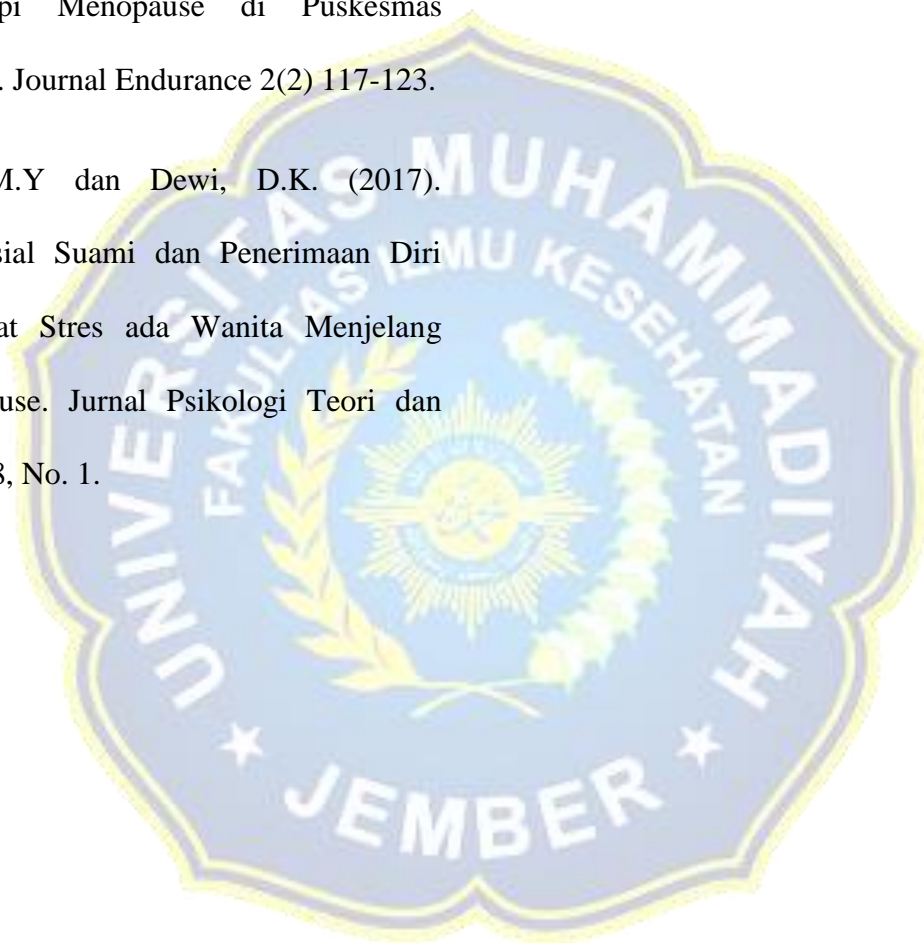 pi Menopause di Puskesmas
. Journal Endurance 2(2) 117-123.
M.Y dan Dewi, D.K. (2017).
sial Suami dan Penerimaan Diri
at Stres ada Wanita Menjelang
use. Jurnal Psikologi Teori dan
8, No. 1.
UNIVERSITAS MUHAMMADIYAH
FAKULTAS ILMU KESEHATAN
JEMBER